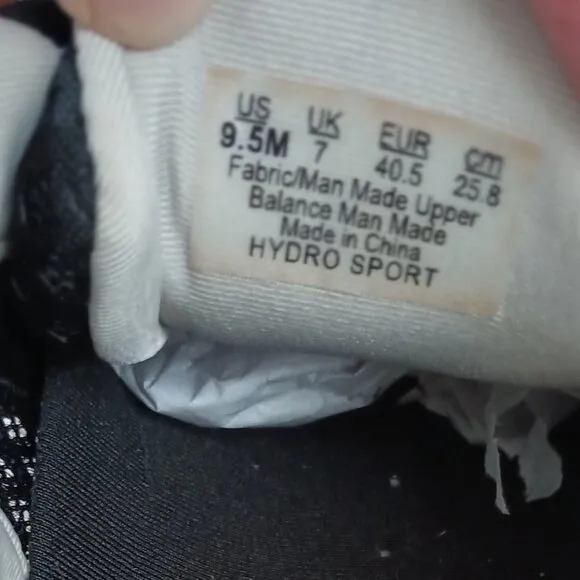 US UK EUR cm
9.5M 7 40.5 25.8
Fabric/Man Made Upper
Balance Man Made
Made in China
HYDRO SPORT